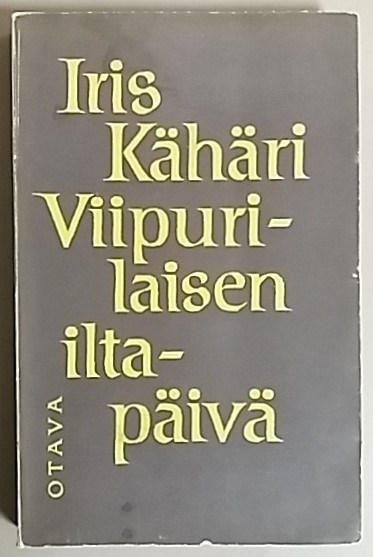 Iris
Kähäri
Viipuri-
laisen
ilta-
päivä
OTAVA